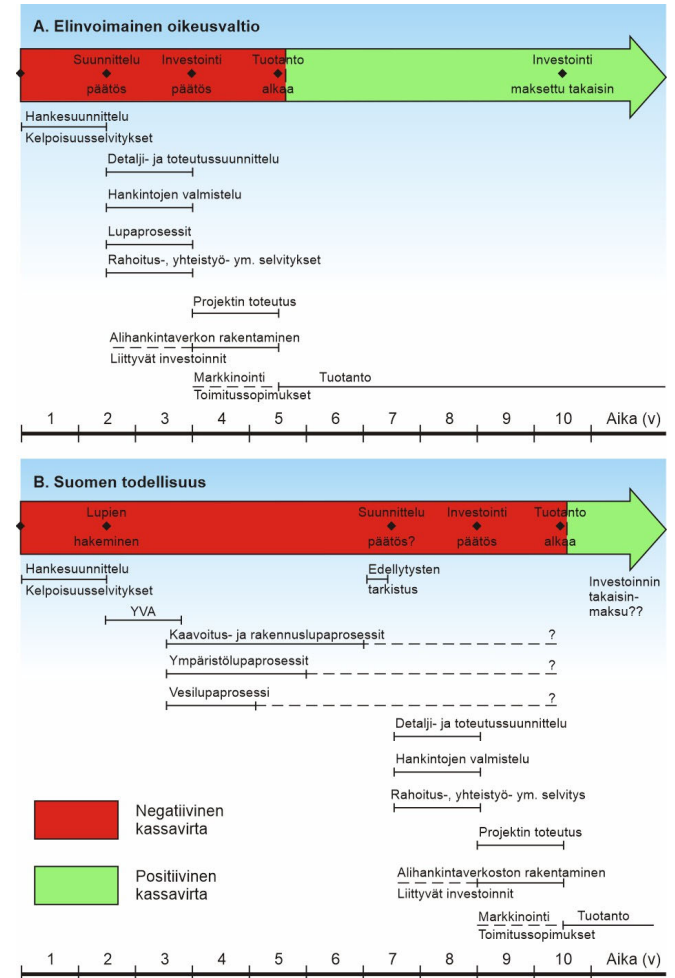 A. Elinvoimainen oikeusvaltio
Suunnittelu Investointi Tuotanto Investointi
päätös päätös alkaa maksettu takaisin
Hankesuunnittelu
Kelpoisuusselvitykset
Detalji- ja toteutussuunnittelu
Hankintojen valmistelu
Lupaprosessit
Rahoitus-, yhteistyö- ym. selvitykset
Projektin toteutus
Alihankintaverkon rakentaminen
Liittyvät investoinnit
Markkinointi Tuotanto
Toimitussopimukset
1 2 3 4 5 6 7 8 9 10 Aika (v)
B. Suomen todellisuus
Lupien Suunnittelu Investointi Tuotanto
hakeminen päätös? päätös alkaa
Hankesuunnittelu Edellytysten
Kelpoisuusselvitykset tarkistus
Investoinnin
takaisin-
maksu??
YVA
Kaavoitus- ja rakennuslupaprosessit ?
Ympäristölupaprosessit ?
Vesilupaprosessi ?
Detalji- ja toteutussuunnittelu
Hankintojen valmistelu
Rahoitus-, yhteistyö- ym. selvitys
Negatiivinen
kassavirta
Projektin toteutus
Positiivinen
kassavirta
Alihankintaverkoston rakentaminen
Liittyvät investoinnit
Markkinointi Tuotanto
Toimitussopimukset
1 2 3 4 5 6 7 8 9 10 Aika (v)